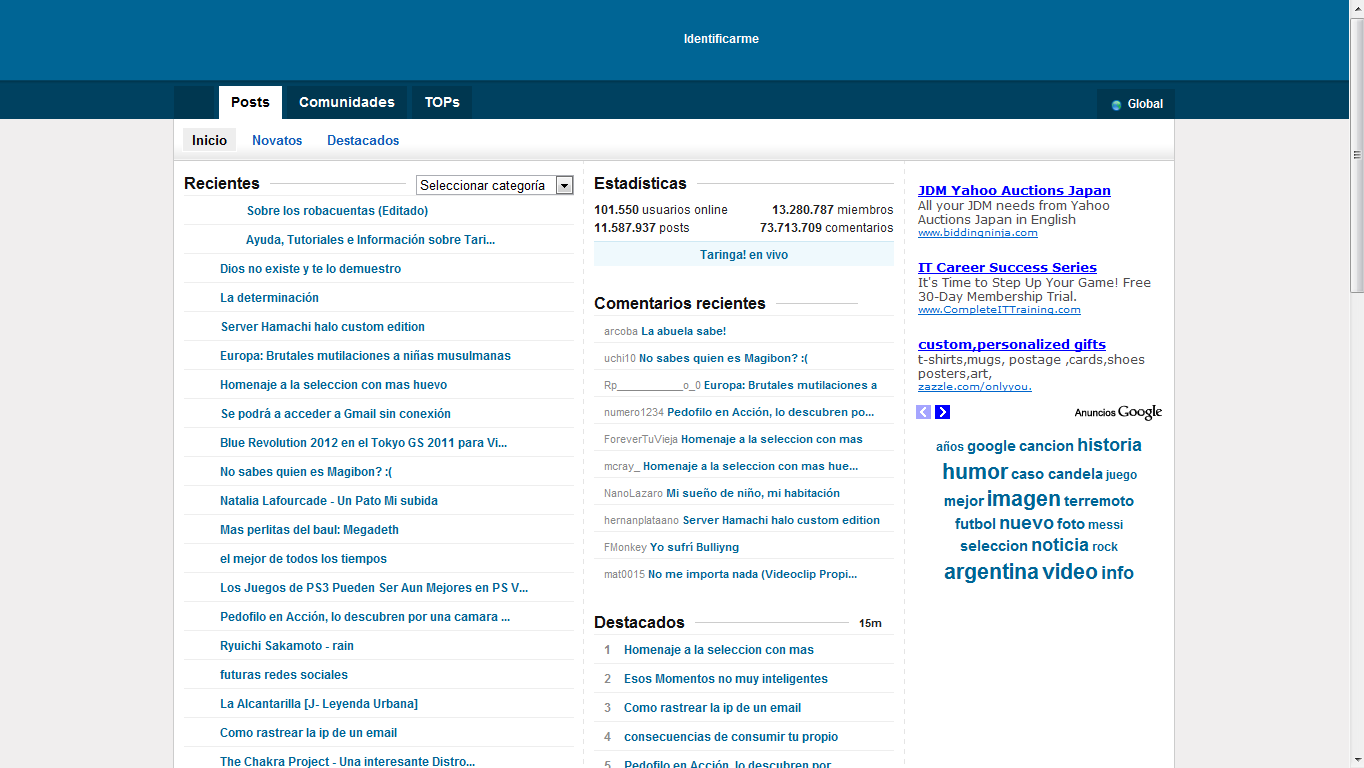 Identificarme
Posts Comunidades TOPs Global
Inicio Novatos Destacados
Recientes Seleccionar categoría
Sobre los robacuentas (Editado)
Ayuda, Tutoriales e Información sobre Tari...
Dios no existe y te lo demuestro
La determinación
Server Hamachi halo custom edition
Europa: Brutales mutilaciones a niñas musulmanas
Homenaje a la seleccion con mas huevo
Se podrá a acceder a Gmail sin conexión
Blue Revolution 2012 en el Tokyo GS 2011 para Vi...
No sabes quien es Magibon? :(
Natalia Lafourcade - Un Pato Mi subida
Mas perlitas del baul: Megadeth
el mejor de todos los tiempos
Los Juegos de PS3 Pueden Ser Aun Mejores en PS V...
Pedofilo en Acción, lo descubren por una camara ...
Ryuichi Sakamoto - rain
futuras redes sociales
La Alcantarilla [J- Leyenda Urbana]
Como rastrear la ip de un email
The Chakra Project - Una interesante Distro...
Estadísticas
101.550 usuarios online 13.280.787 miembros
11.587.937 posts 73.713.709 comentarios
Taringa! en vivo
Comentarios recientes
arcoba La abuela sabe!
uchi10 No sabes quien es Magibon? :(
Rp___________o_0 Europa: Brutales mutilaciones a
numero1234 Pedofilo en Acción, lo descubren po...
ForeverTuVieja Homenaje a la seleccion con mas
mcray_ Homenaje a la seleccion con mas hue...
NanoLazaro Mi sueño de niño, mi habitación
hernanplataano Server Hamachi halo custom edition
FMonkey Yo sufrí Bulliyng
mat0015 No me importa nada (Videoclip Propi...
Destacados 15m
1 Homenaje a la seleccion con mas
2 Esos Momentos no muy inteligentes
3 Como rastrear la ip de un email
4 consecuencias de consumir tu propio
5 Pedofilo en Acción, lo descubren por
JDM Yahoo Auctions Japan
All your JDM needs from Yahoo
Auctions Japan in English
www.biddingninja.com
IT Career Success Series
It's Time to Step Up Your Game! Free
30-Day Membership Trial.
www.CompleteITTraining.com
custom,personalized gifts
t-shirts,mugs, postage ,cards,shoes
posters,art,
zazzle.com/onlyyou.
Anuncios Google
años google cancion historia
humor caso candela juego
mejor imagen terremoto
futbol nuevo foto messi
seleccion noticia rock
argentina video info